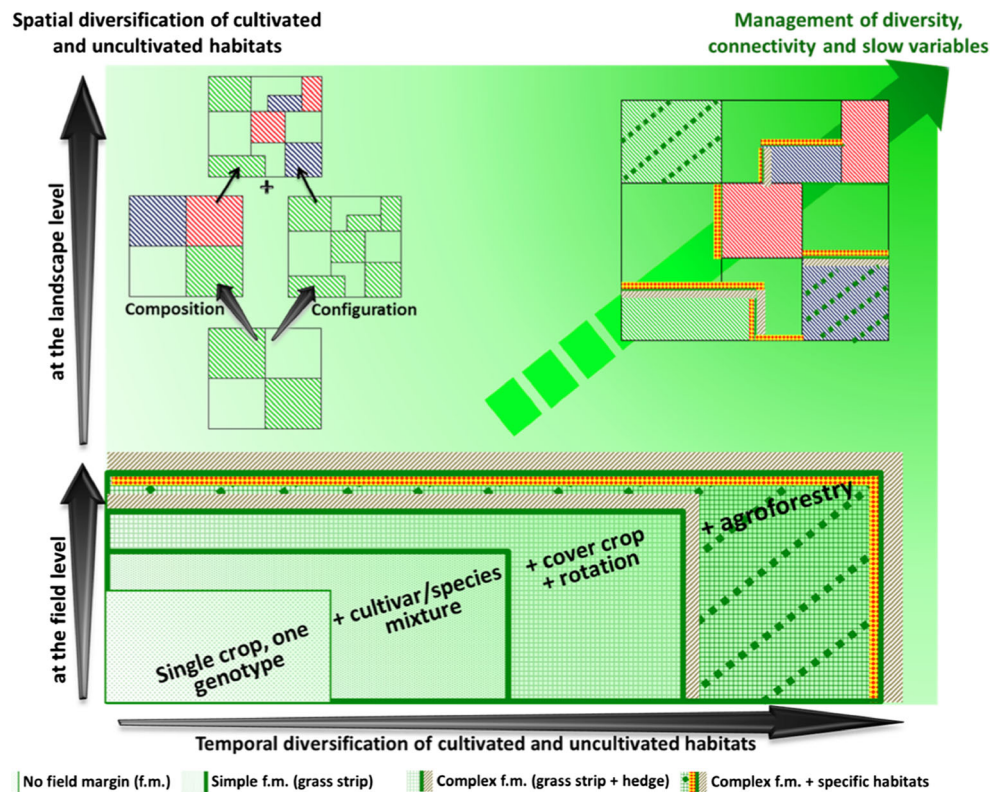 Spatial diversification of cultivated
and uncultivated habitats
Management of diversity,
connectivity and slow variables
at the landscape level
+
Composition
Configuration
at the field level
Single crop, one
genotype
+ cultivar/species
mixture
+ cover crop
+ rotation
+ agroforestry
Temporal diversification of cultivated and uncultivated habitats
No field margin (f.m.)
Simple f.m. (grass strip)
Complex f.m. (grass strip + hedge)
Complex f.m. + specific habitats